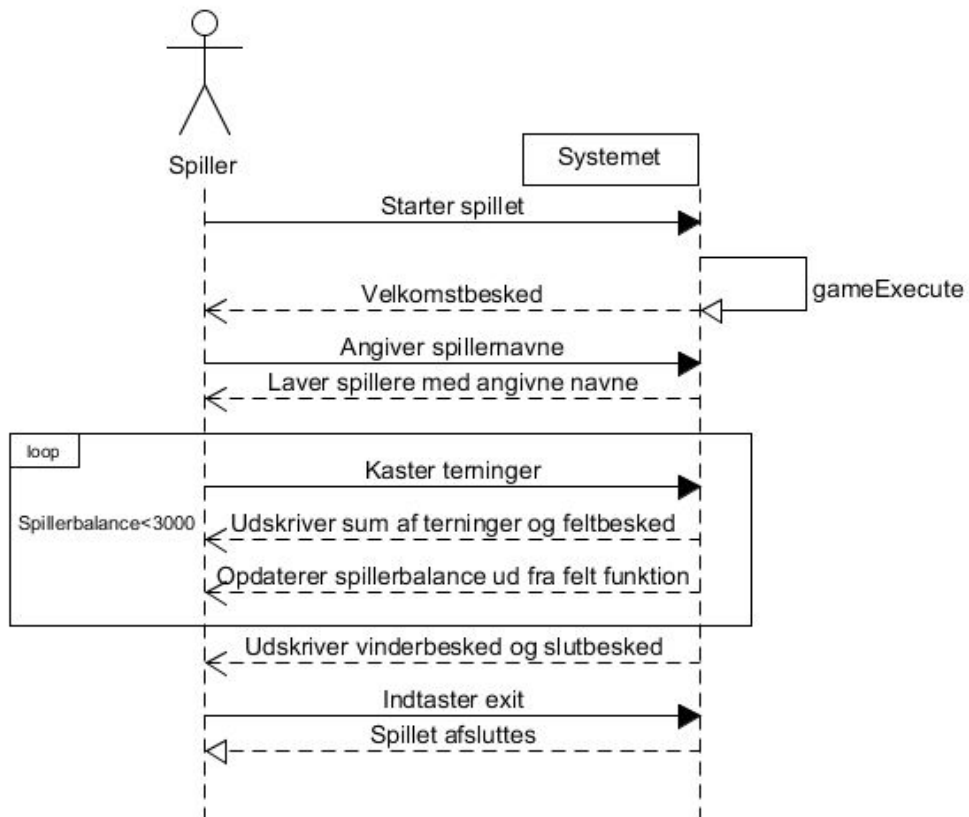 Spiller
Systemet
Starter spillet
gameExecute
Velkomstbesked
Angiver spillernavne
Laver spillere med angivne navne
loop
Kaster terninger
Spillerbalance<3000
Udskriver sum af terninger og feltbesked
Opdaterer spillerbalance ud fra felt funktion
Udskriver vinderbesked og slutbesked
Indtaster exit
Spillet afsluttes